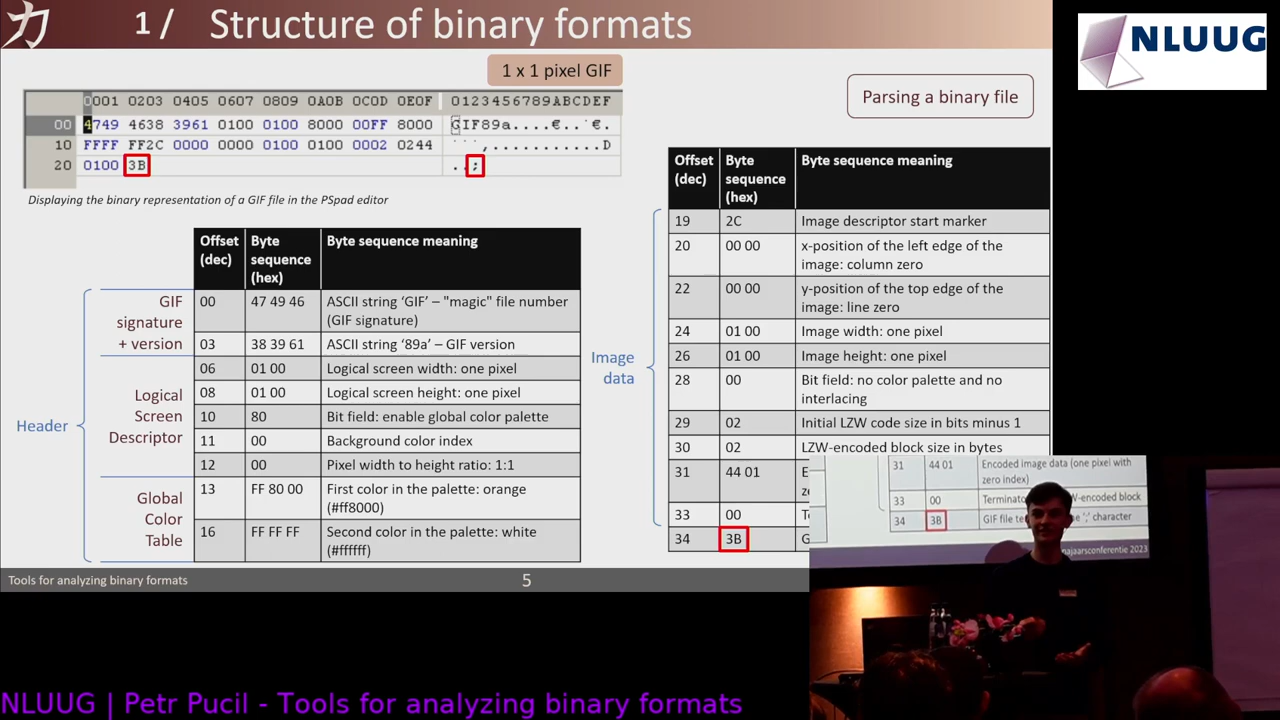 力
1 / Structure of binary formats
NLUUG
1 x 1 pixel GIF
Parsing a binary file
0001 0203 0405 0607 0809 0A0B 0C0D 0E0F 0123456789ABCDEF
00 4749 4638 3961 0100 0100 8000 00FF 8000 GIF89a....€..˙€.
10 FFFF FF2C 0000 0000 0100 0100 0002 0244 ˙˙˙,...........D
20 0100 3B ..;
Displaying the binary representation of a GIF file in the PSpad editor
Header
GIF
signature
+ version
Logical
Screen
Descriptor
Global
Color
Table
Offset (dec) Byte sequence (hex) Byte sequence meaning
00 47 49 46 ASCII string ‘GIF’ – "magic" file number
(GIF signature)
03 38 39 61 ASCII string ‘89a’ – GIF version
06 01 00 Logical screen width: one pixel
08 01 00 Logical screen height: one pixel
10 80 Bit field: enable global color palette
11 00 Background color index
12 00 Pixel width to height ratio: 1:1
13 FF 80 00 First color in the palette: orange
(#ff8000)
16 FF FF FF Second color in the palette: white
(#ffffff)
Image
data
Offset (dec) Byte sequence (hex) Byte sequence meaning
19 2C Image descriptor start marker
20 00 00 x-position of the left edge of the
image: column zero
22 00 00 y-position of the top edge of the
image: line zero
24 01 00 Image width: one pixel
26 01 00 Image height: one pixel
28 00 Bit field: no color palette and no
interlacing
29 02 Initial LZW code size in bits minus 1
30 02 LZW-encoded block size in bytes
31 44 01
33 00
34 3B
31 44 01 Encoded image data (one pixel with
zero index)
33 00 LZW-encoded block
34 3B GIF file ';' character
najaarsconferentie 2023
Tools for analyzing binary formats 5
NLUUG | Petr Pucil - Tools for analyzing binary formats